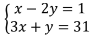 x − 2y = 1
3x + y = 31